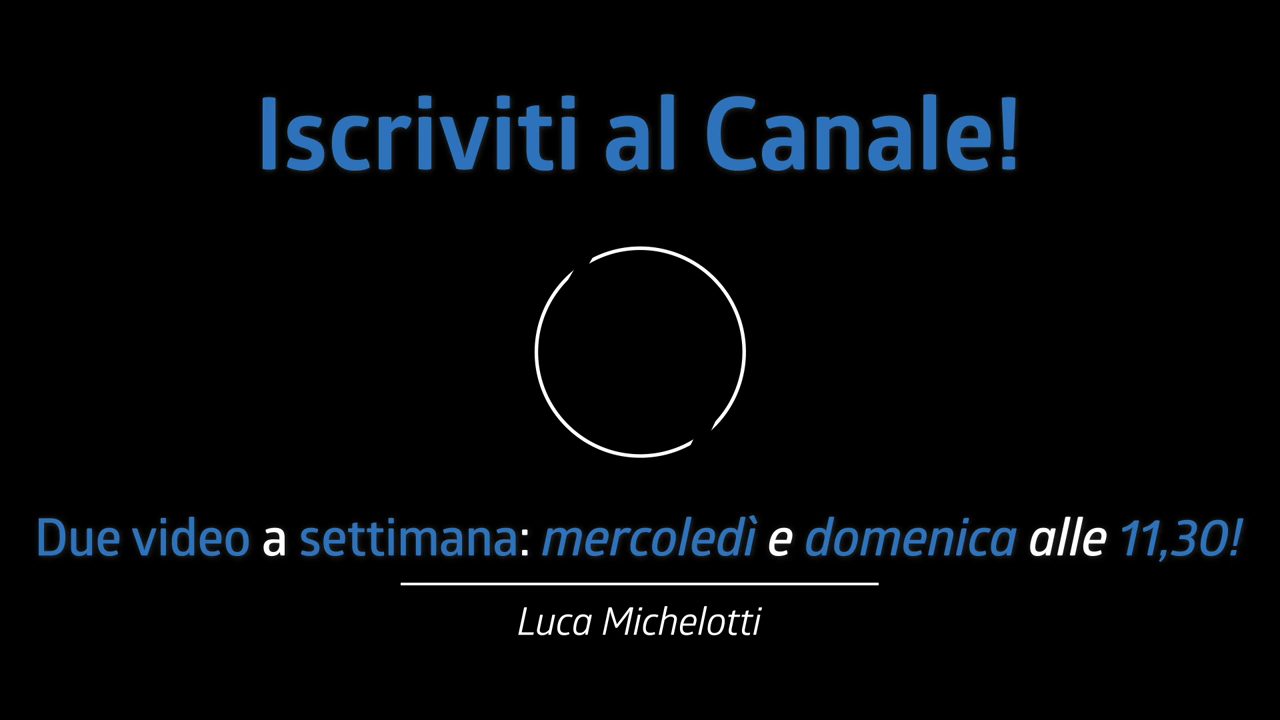 Iscriviti al Canale!
Due video a settimana: mercoledì e domenica alle 11,30!
Luca Michelotti